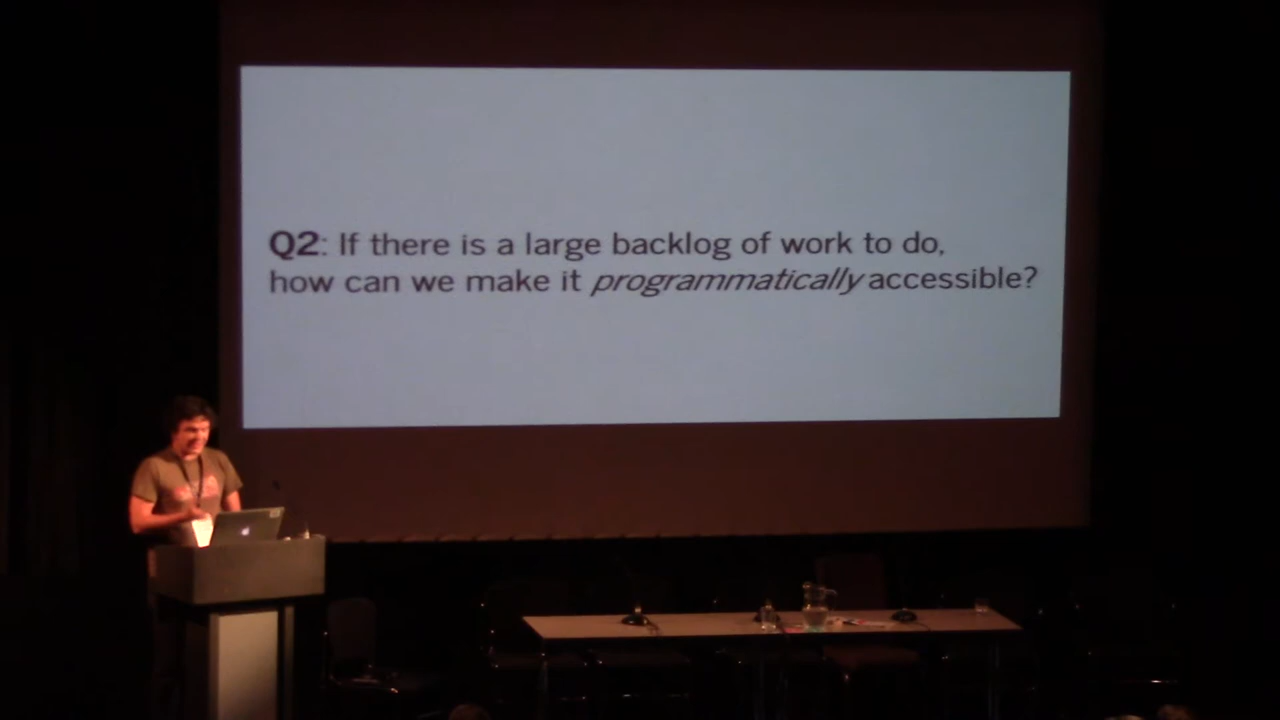 Q2: If there is a large backlog of work to do,
how can we make it programmatically accessible?